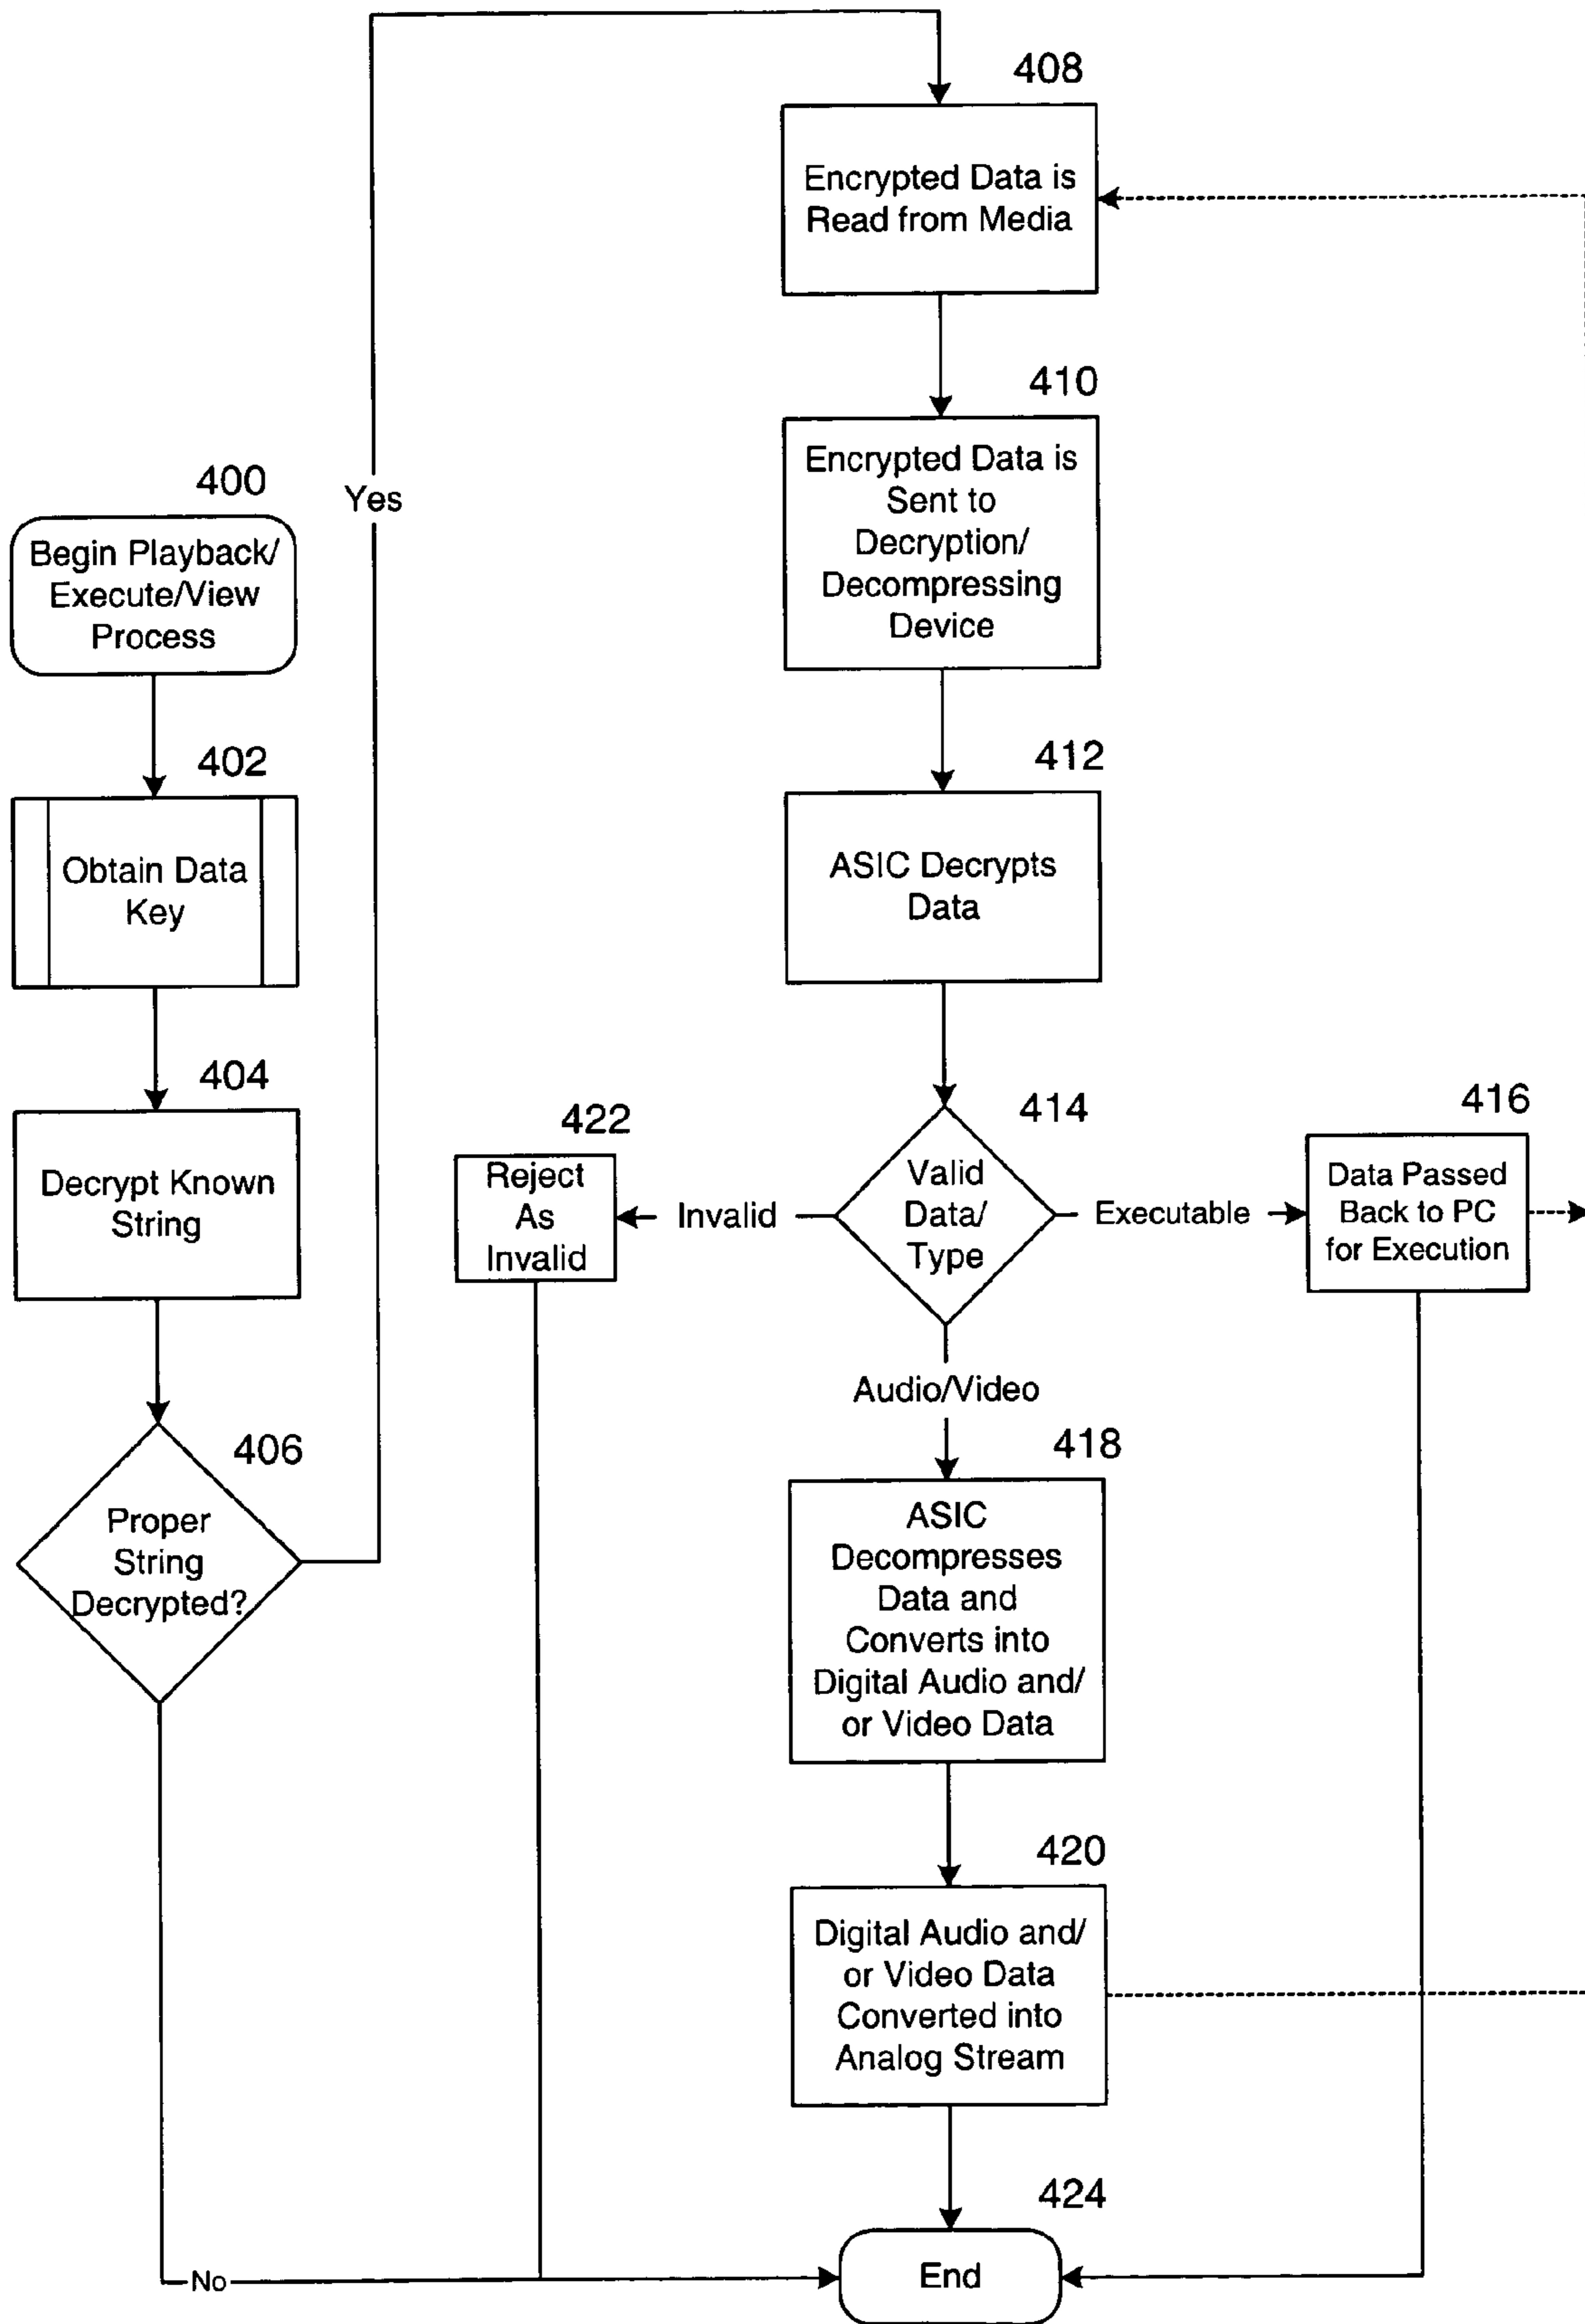 400
Begin Playback/
Execute/View
Process
402
Obtain Data
Key
404
Decrypt Known
String
406
Proper
String
Decrypted?
Yes
No
408
Encrypted Data is
Read from Media
410
Encrypted Data is
Sent to
Decryption/
Decompressing
Device
412
ASIC Decrypts
Data
414
Valid
Data/
Type
Invalid
422
Reject
As
Invalid
Executable
416
Data Passed
Back to PC
for Execution
Audio/Video
418
ASIC
Decompresses
Data and
Converts into
Digital Audio and/
or Video Data
420
Digital Audio and/
or Video Data
Converted into
Analog Stream
424
End